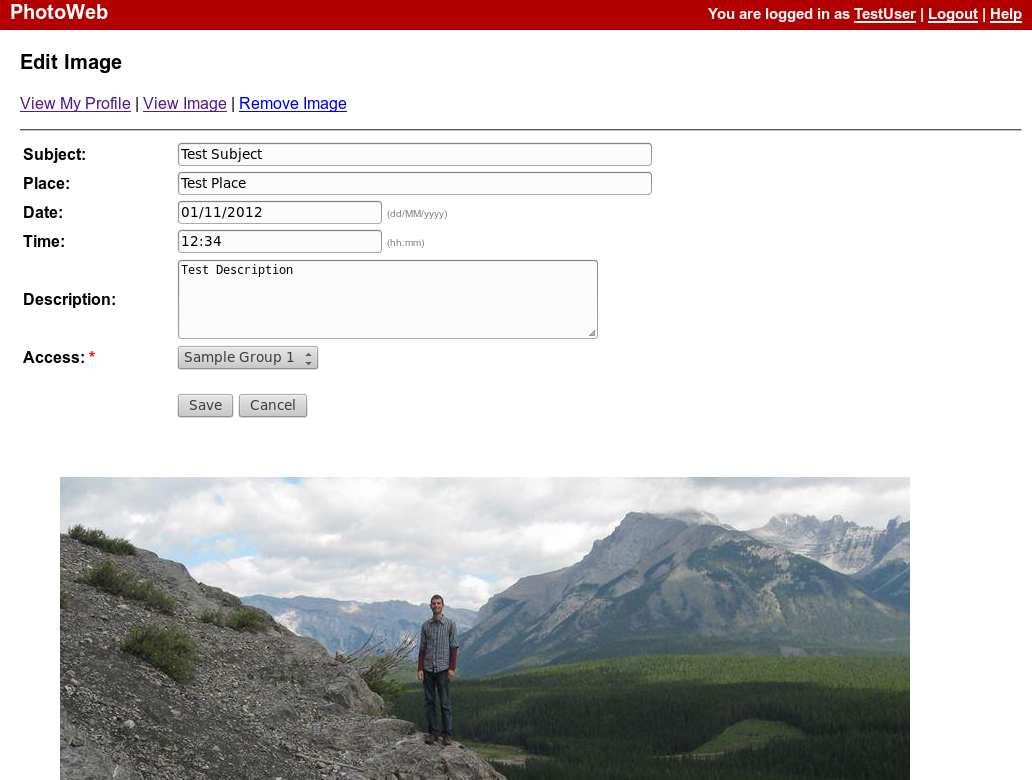 PhotoWeb
You are logged in as TestUser | Logout | Help
Edit Image
View My Profile | View Image | Remove Image
Subject: Test Subject
Place: Test Place
Date: 01/11/2012 (dd/MM/yyyy)
Time: 12:34 (hh:mm)
Description: Test Description
Access: * Sample Group 1
Save Cancel